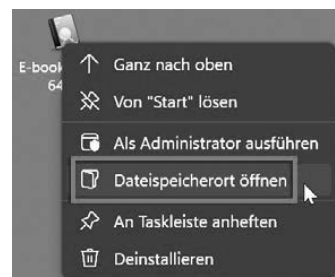 E-book
64
Ganz nach oben
Von "Start" lösen
Als Administrator ausführen
Dateispeicherort öffnen
An Taskleiste anheften
Deinstallieren